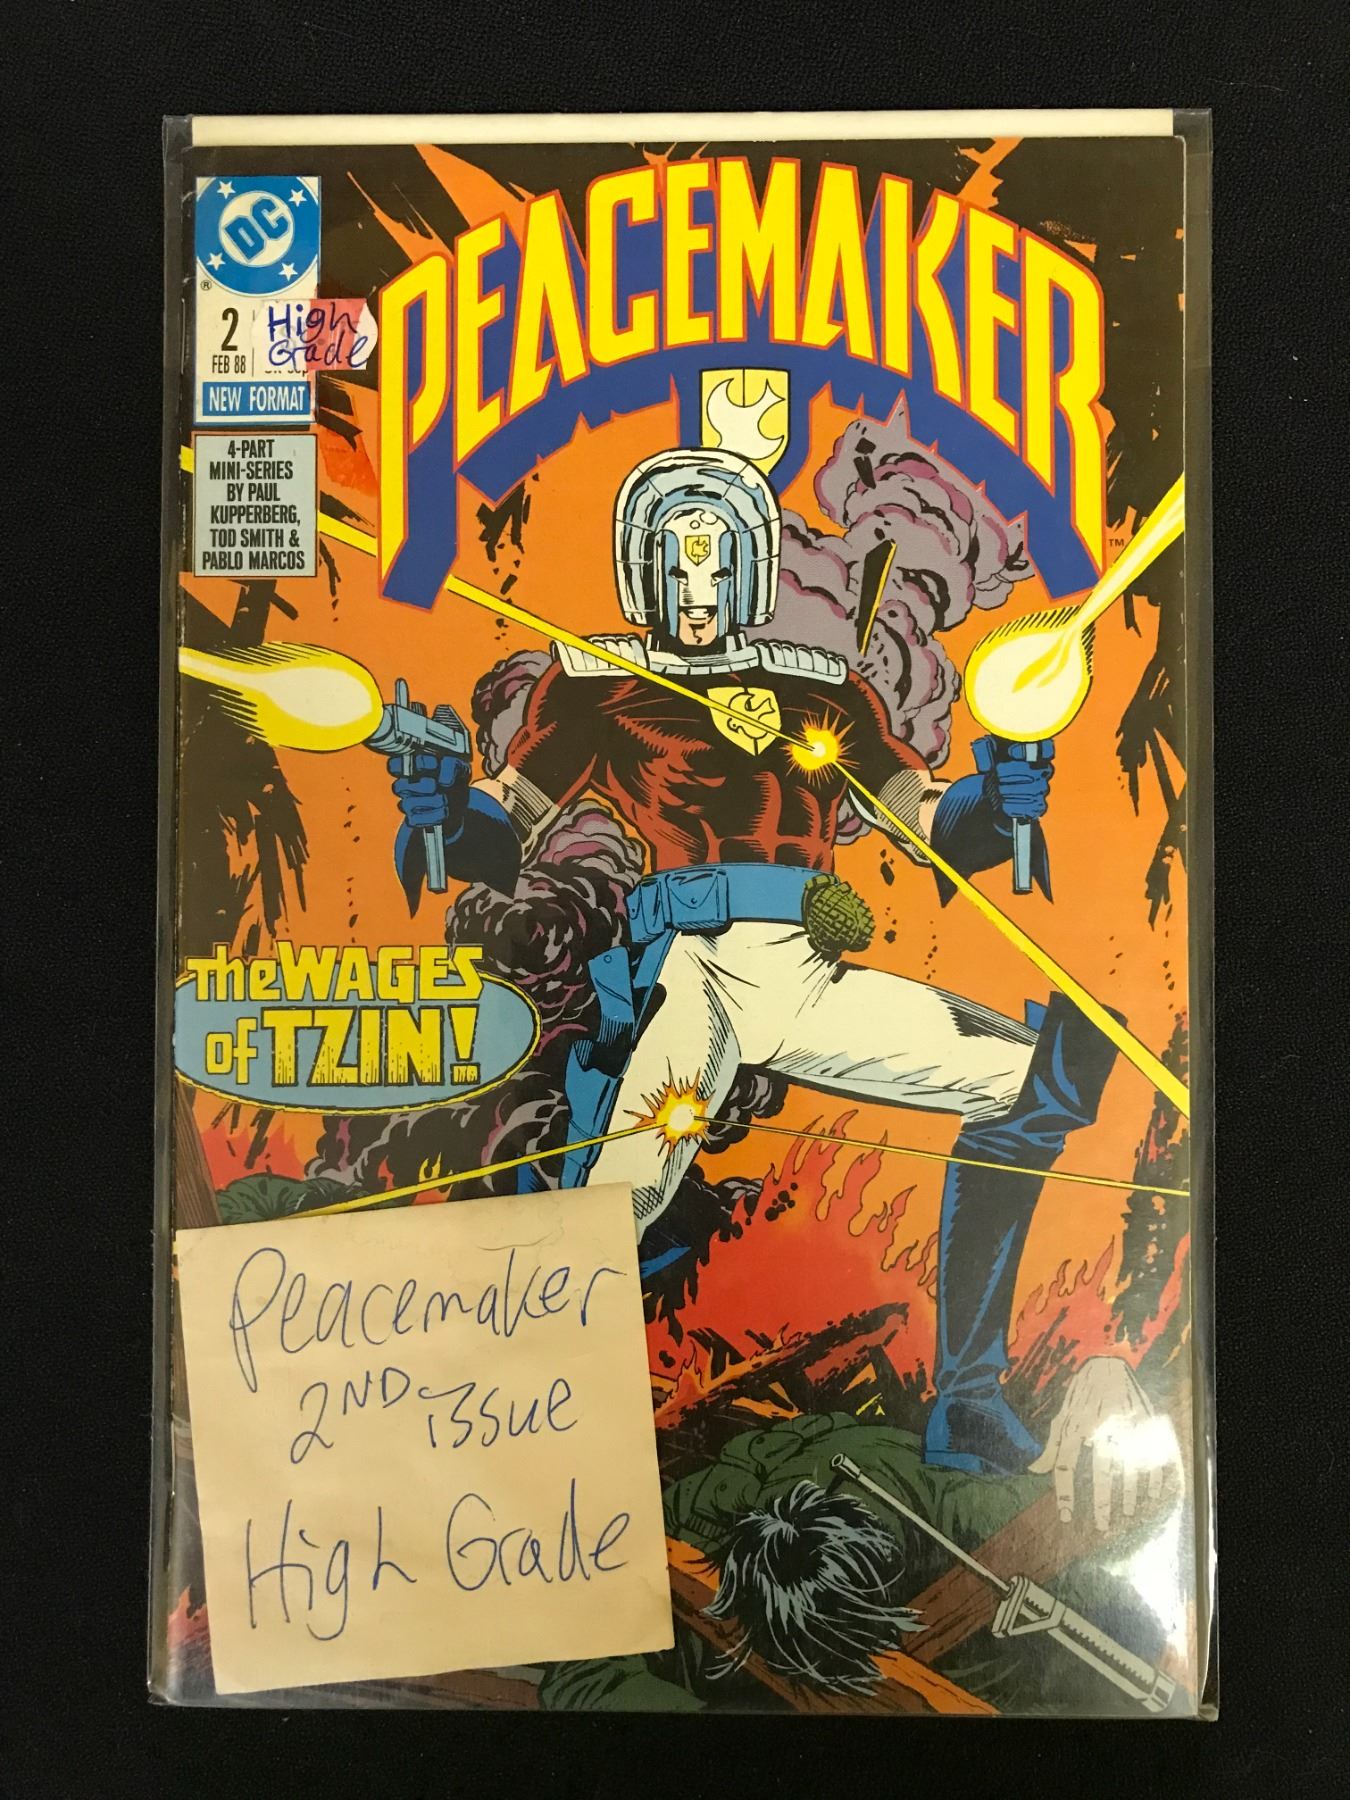 DC
®
PEACEMAKER
TM
2
FEB 88
High
Grade
NEW FORMAT
4-PART
MINI-SERIES
BY PAUL
KUPPERBERG,
TOD SMITH &
PABLO MARCOS
The WAGES
of TZIN!
Peacemaker
2ND issue
High Grade